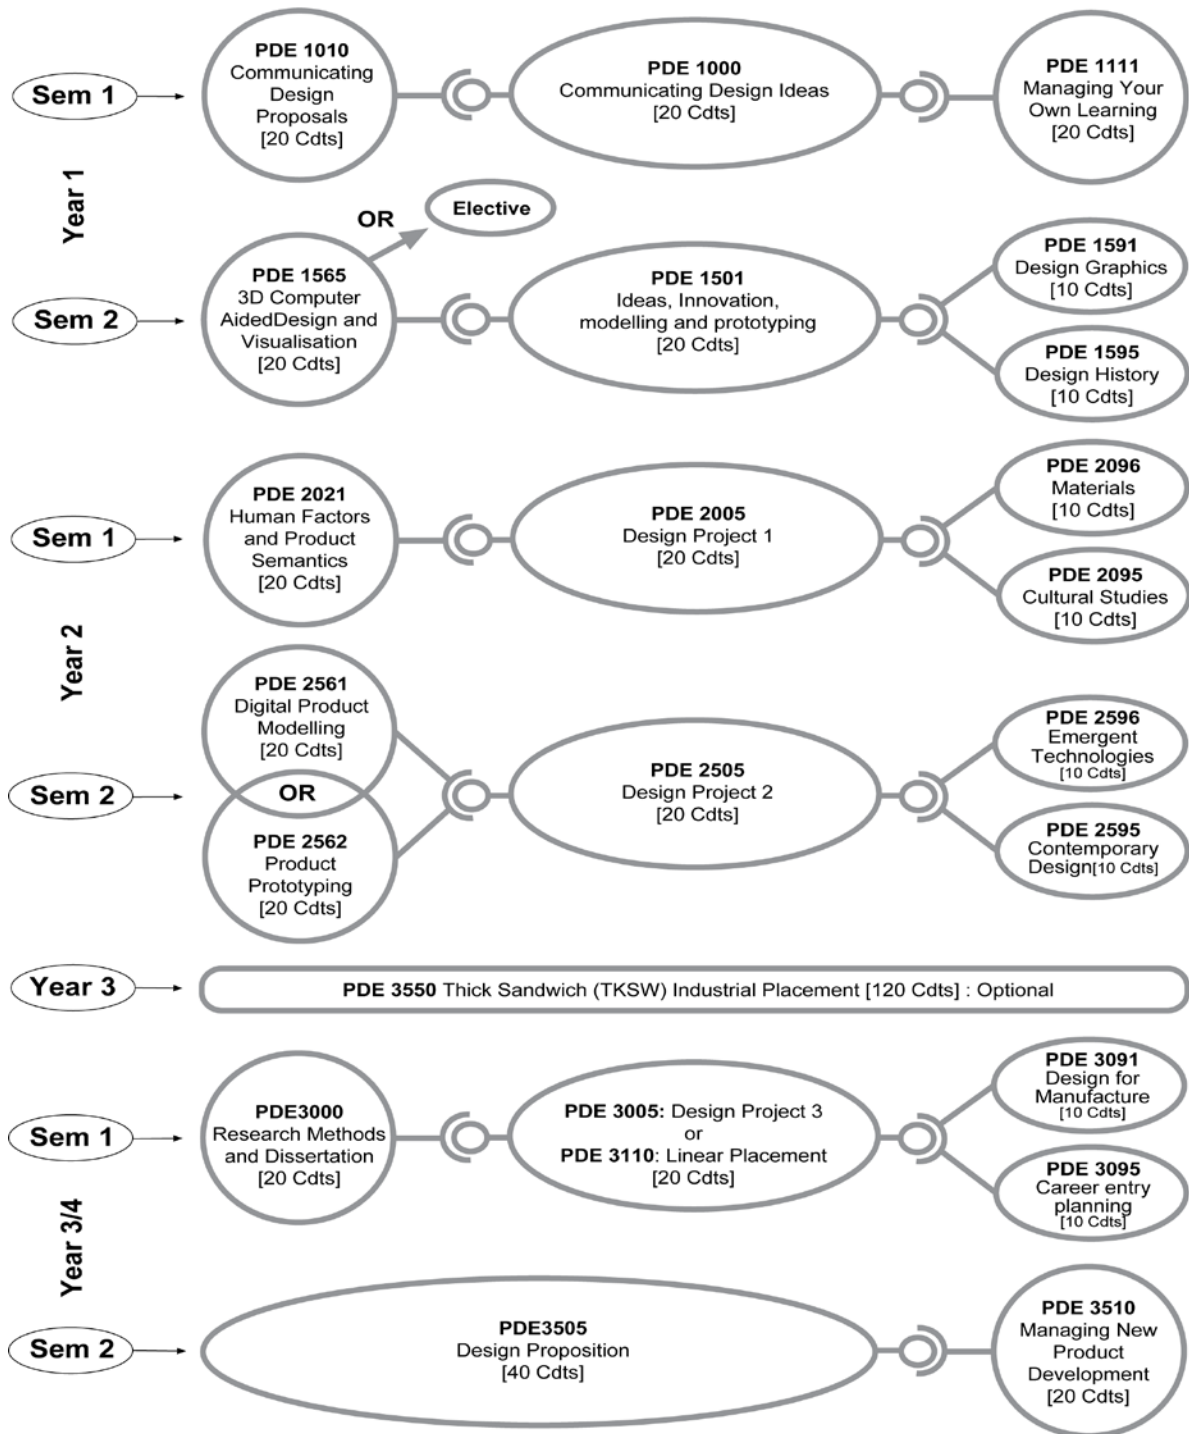 Sem 1
PDE 1010
Communicating
Design
Proposals
[20 Cdts]
PDE 1000
Communicating Design Ideas
[20 Cdts]
PDE 1111
Managing Your
Own Learning
[20 Cdts]
Year 1
OR
Elective
Sem 2
PDE 1565
3D Computer
AidedDesign and
Visualisation
[20 Cdts]
PDE 1501
Ideas, Innovation,
modelling and prototyping
[20 Cdts]
PDE 1591
Design Graphics
[10 Cdts]
PDE 1595
Design History
[10 Cdts]
Sem 1
PDE 2021
Human Factors
and Product
Semantics
[20 Cdts]
PDE 2005
Design Project 1
[20 Cdts]
PDE 2096
Materials
[10 Cdts]
PDE 2095
Cultural Studies
[10 Cdts]
Year 2
Sem 2
PDE 2561
Digital Product
Modelling
[20 Cdts]
OR
PDE 2562
Product
Prototyping
[20 Cdts]
PDE 2505
Design Project 2
[20 Cdts]
PDE 2596
Emergent
Technologies
[10 Cdts]
PDE 2595
Contemporary
Design[10 Cdts]
Year 3
PDE 3550 Thick Sandwich (TKSW) Industrial Placement [120 Cdts] : Optional
Sem 1
PDE3000
Research Methods
and Dissertation
[20 Cdts]
PDE 3005: Design Project 3
or
PDE 3110: Linear Placement
[20 Cdts]
PDE 3091
Design for
Manufacture
[10 Cdts]
PDE 3095
Career entry
planning
[10 Cdts]
Year 3/4
Sem 2
PDE3505
Design Proposition
[40 Cdts]
PDE 3510
Managing New
Product
Development
[20 Cdts]